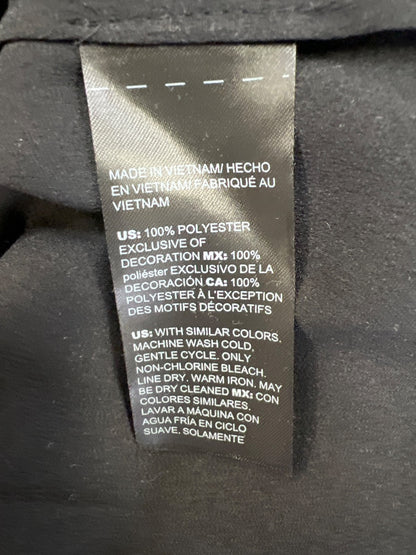 MADE IN VIETNAM/ HECHO
EN VIETNAM/ FABRIQUÉ AU
VIETNAM
US: 100% POLYESTER
EXCLUSIVE OF
DECORATION MX: 100%
poliéster EXCLUSIVO DE LA
DECORACIÓN CA: 100%
POLYESTER À L'EXCEPTION
DES MOTIFS DÉCORATIFS
US: WITH SIMILAR COLORS.
MACHINE WASH COLD,
GENTLE CYCLE. ONLY
NON-CHLORINE BLEACH.
LINE DRY. WARM IRON. MAY
BE DRY CLEANED MX: CON
COLORES SIMILARES.
LAVAR A MÁQUINA CON
AGUA FRÍA EN CICLO
SUAVE. SOLAMENTE